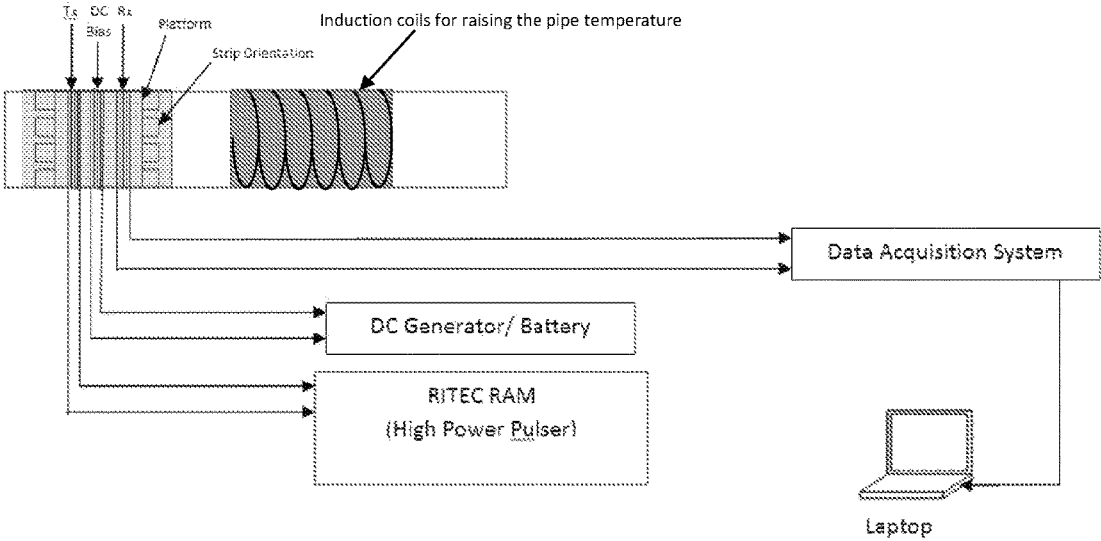 Tx DC Rx
Bias
Induction coils for raising the pipe temperature
Platform
Strip Orientation
Data Acquisition System
DC Generator/ Battery
RITEC RAM
(High Power Pulser)
Laptop